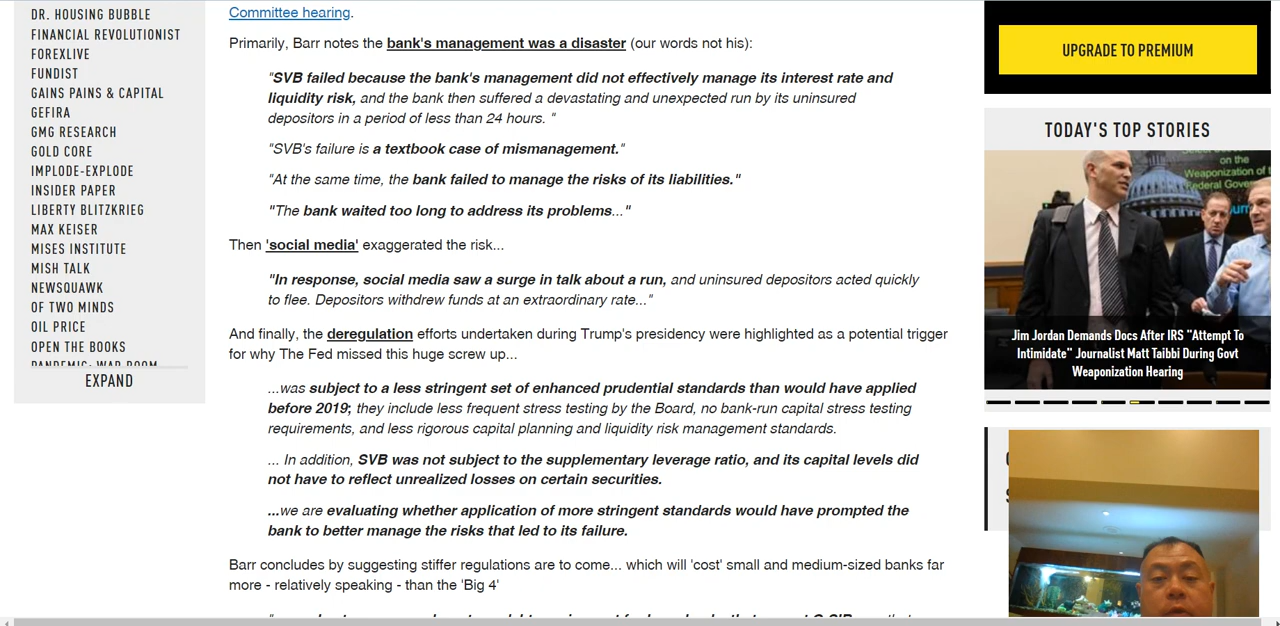 DR. HOUSING BUBBLE
FINANCIAL REVOLUTIONIST
FOREXLIVE
FUNDIST
GAINS PAINS & CAPITAL
GEFIRA
GMG RESEARCH
GOLD CORE
IMPLODE-EXPLODE
INSIDER PAPER
LIBERTY BLITZKRIEG
MAX KEISER
MISES INSTITUTE
MISH TALK
NEWSQUAWK
OF TWO MINDS
OIL PRICE
OPEN THE BOOKS
PANDEMIC: WAR ROOM
EXPAND
Committee hearing.
Primarily, Barr notes the bank's management was a disaster (our words not his):
"SVB failed because the bank's management did not effectively manage its interest rate and
liquidity risk, and the bank then suffered a devastating and unexpected run by its uninsured
depositors in a period of less than 24 hours. "
"SVB's failure is a textbook case of mismanagement."
"At the same time, the bank failed to manage the risks of its liabilities."
"The bank waited too long to address its problems..."
Then 'social media' exaggerated the risk...
"In response, social media saw a surge in talk about a run, and uninsured depositors acted quickly
to flee. Depositors withdrew funds at an extraordinary rate..."
And finally, the deregulation efforts undertaken during Trump's presidency were highlighted as a potential trigger
for why The Fed missed this huge screw up...
...was subject to a less stringent set of enhanced prudential standards than would have applied
before 2019; they include less frequent stress testing by the Board, no bank-run capital stress testing
requirements, and less rigorous capital planning and liquidity risk management standards.
... In addition, SVB was not subject to the supplementary leverage ratio, and its capital levels did
not have to reflect unrealized losses on certain securities.
...we are evaluating whether application of more stringent standards would have prompted the
bank to better manage the risks that led to its failure.
Barr concludes by suggesting stiffer regulations are to come... which will 'cost' small and medium-sized banks far
more - relatively speaking - than the 'Big 4'
UPGRADE TO PREMIUM
TODAY'S TOP STORIES
on the
Weaponization of
Federal
Jim Jordan Demands Docs After IRS "Attempt To
Intimidate" Journalist Matt Taibbi During Govt
Weaponization Hearing